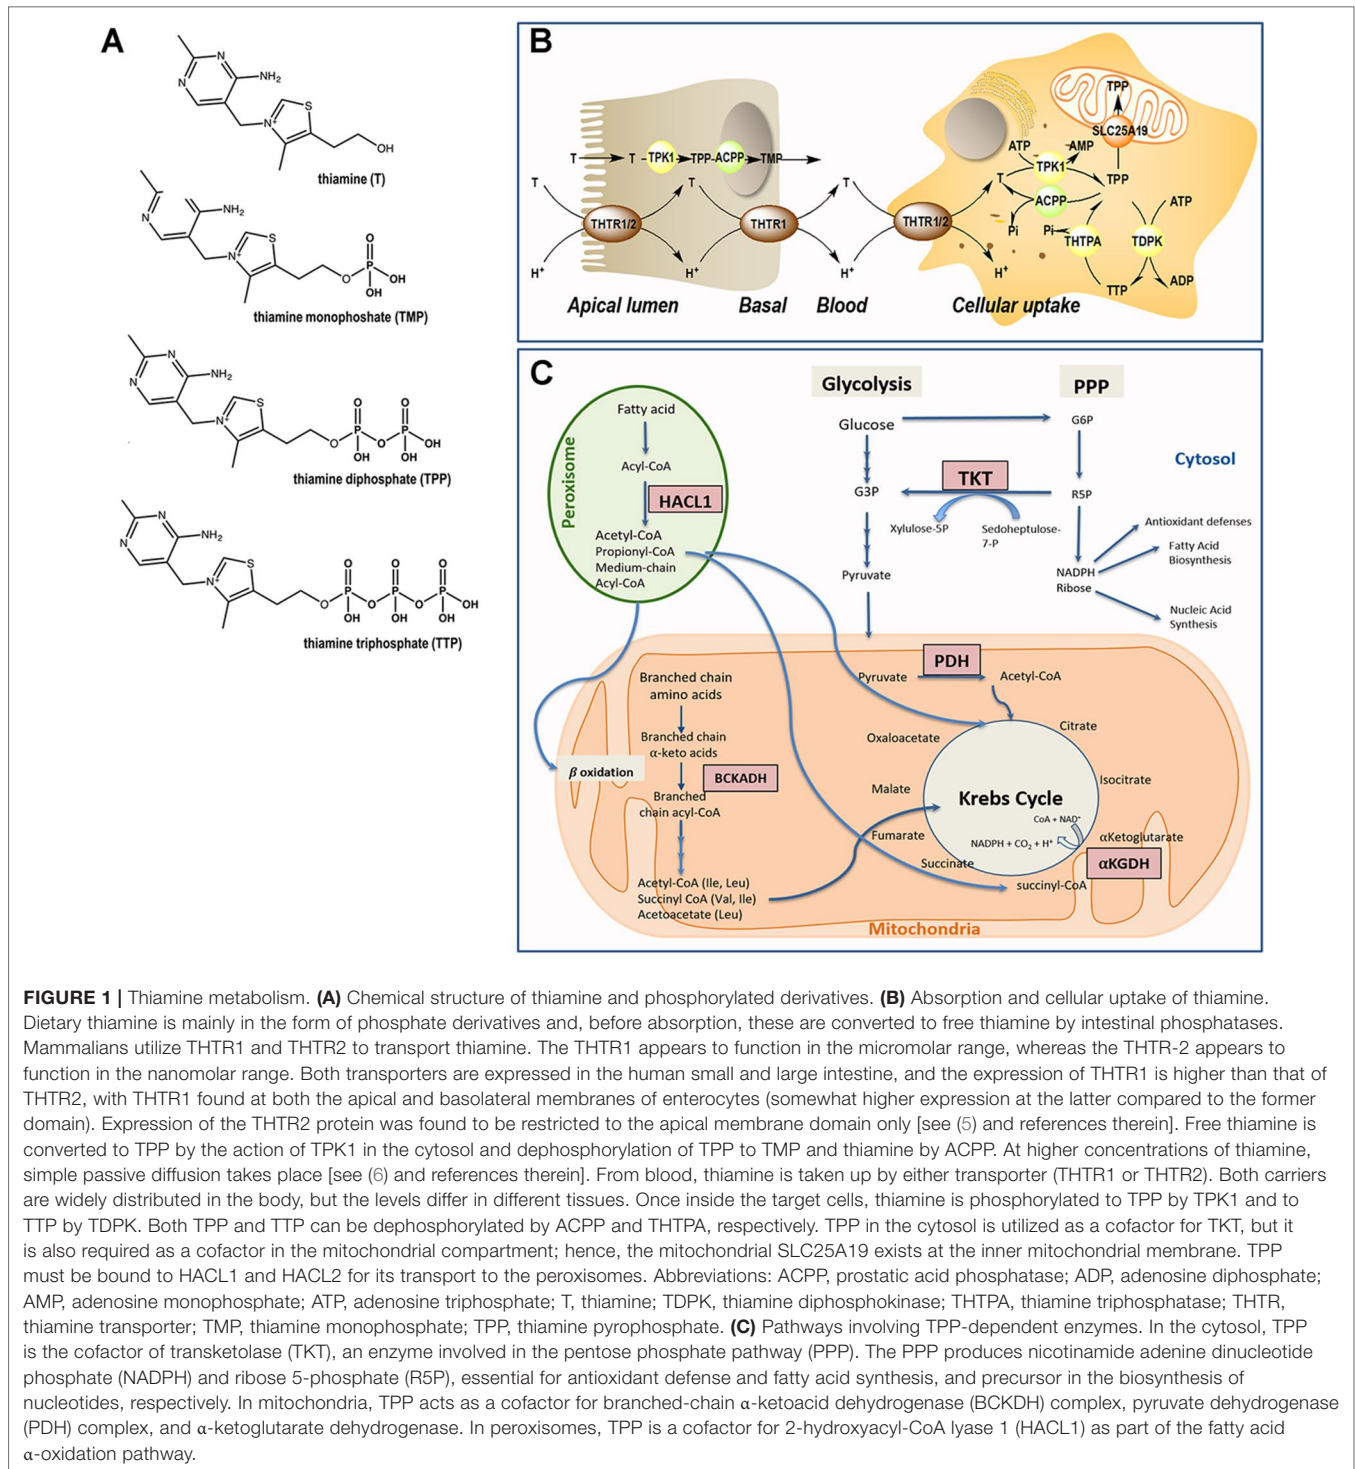 A
N
N
NH2
N+
S
OH
thiamine (T)
N
NH2
N+
S
O
O
P
OH
OH
thiamine monophoshate (TMP)
N
N
NH2
N+
S
O
O
O
P
O
P
OH
OH
OH
thiamine diphosphate (TPP)
N
N
NH2
N+
S
O
O
O
O
P
O
P
O
P
OH
OH
OH
OH
thiamine triphosphate (TTP)
B
T
T
TPK1
TPP
ACPP
TMP
T
T
T
THTR1/2
THTR1
THTR1/2
H+
H+
H+
H+
TPP
SLC25A19
ATP
AMP
TPK1
T
TPP
ACPP
ATP
Pi
Pi
THTPA
TDPK
TTP
ADP
Apical lumen
Basal
Blood
Cellular uptake
C
Peroxisome
Fatty acid
Acyl-CoA
HACL1
Acetyl-CoA
Propionyl-CoA
Medium-chain
Acyl-CoA
Glycolysis
PPP
Glucose
G6P
Cytosol
TKT
G3P
R5P
Xylulose-5P
Sedoheptulose-
7-P
Antioxidant defenses
Fatty Acid
Biosynthesis
Pyruvate
NADPH
Ribose
Nucleic Acid
Synthesis
PDH
Pyruvate
Acetyl-CoA
Branched chain
amino acids
Branched chain
α-keto acids
BCKADH
Branched
chain acyl-CoA
β oxidation
Acetyl-CoA (Ile, Leu)
Succinyl CoA (Val, Ile)
Acetoacetate (Leu)
Oxaloacetate
Citrate
Malate
Isocitrate
Krebs Cycle
CoA + NAD+
NADPH + CO2 + H+
Fumarate
αKetoglutarate
αKGDH
Succinate
succinyl-CoA
Mitochondria
FIGURE 1 | Thiamine metabolism. (A) Chemical structure of thiamine and phosphorylated derivatives. (B) Absorption and cellular uptake of thiamine.
Dietary thiamine is mainly in the form of phosphate derivatives and, before absorption, these are converted to free thiamine by intestinal phosphatases.
Mammalians utilize THTR1 and THTR2 to transport thiamine. The THTR1 appears to function in the micromolar range, whereas the THTR-2 appears to
function in the nanomolar range. Both transporters are expressed in the human small and large intestine, and the expression of THTR1 is higher than that of
THTR2, with THTR1 found at both the apical and basolateral membranes of enterocytes (somewhat higher expression at the latter compared to the former
domain). Expression of the THTR2 protein was found to be restricted to the apical membrane domain only [see (5) and references therein]. Free thiamine is
converted to TPP by the action of TPK1 in the cytosol and dephosphorylation of TPP to TMP and thiamine by ACPP. At higher concentrations of thiamine,
simple passive diffusion takes place [see (6) and references therein]. From blood, thiamine is taken up by either transporter (THTR1 or THTR2). Both carriers
are widely distributed in the body, but the levels differ in different tissues. Once inside the target cells, thiamine is phosphorylated to TPP by TPK1 and to
TTP by TDPK. Both TPP and TTP can be dephosphorylated by ACPP and THTPA, respectively. TPP in the cytosol is utilized as a cofactor for TKT, but it
is also required as a cofactor in the mitochondrial compartment; hence, the mitochondrial SLC25A19 exists at the inner mitochondrial membrane. TPP
must be bound to HACL1 and HACL2 for its transport to the peroxisomes. Abbreviations: ACPP, prostatic acid phosphatase; ADP, adenosine diphosphate;
AMP, adenosine monophosphate; ATP, adenosine triphosphate; T, thiamine; TDPK, thiamine diphosphokinase; THTPA, thiamine triphosphatase; THTR,
thiamine transporter; TMP, thiamine monophosphate; TPP, thiamine pyrophosphate. (C) Pathways involving TPP-dependent enzymes. In the cytosol, TPP
is the cofactor of transketolase (TKT), an enzyme involved in the pentose phosphate pathway (PPP). The PPP produces nicotinamide adenine dinucleotide
phosphate (NADPH) and ribose 5-phosphate (R5P), essential for antioxidant defense and fatty acid synthesis, and precursor in the biosynthesis of
nucleotides, respectively. In mitochondria, TPP acts as a cofactor for branched-chain α-ketoacid dehydrogenase (BCKDH) complex, pyruvate dehydrogenase
(PDH) complex, and α-ketoglutarate dehydrogenase. In peroxisomes, TPP is a cofactor for 2-hydroxyacyl-CoA lyase 1 (HACL1) as part of the fatty acid
α-oxidation pathway.